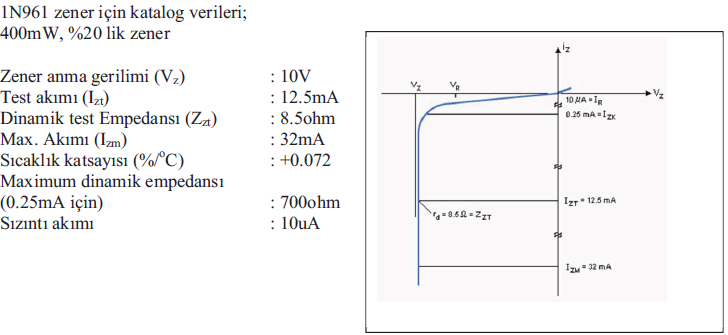 1N961 zener için katalog verileri;
400mW, %20 lik zener
Zener anma gerilimi (Vz) : 10V
Test akımı (Izt) : 12.5mA
Dinamik test Empedansı (Zzt) : 8.5ohm
Max. Akımı (Izm) : 32mA
Sıcaklık katsayısı (%/°C) : +0.072
Maximum dinamik empedansı
(0.25mA için) : 700ohm
Sızıntı akımı : 10uA
iZ
VZ
VR
VZ
10 µA = IR
0.25 mA = IZK
IZT = 12.5 mA
rd = 8.5 Ω = ZZT
IZM = 32 mA